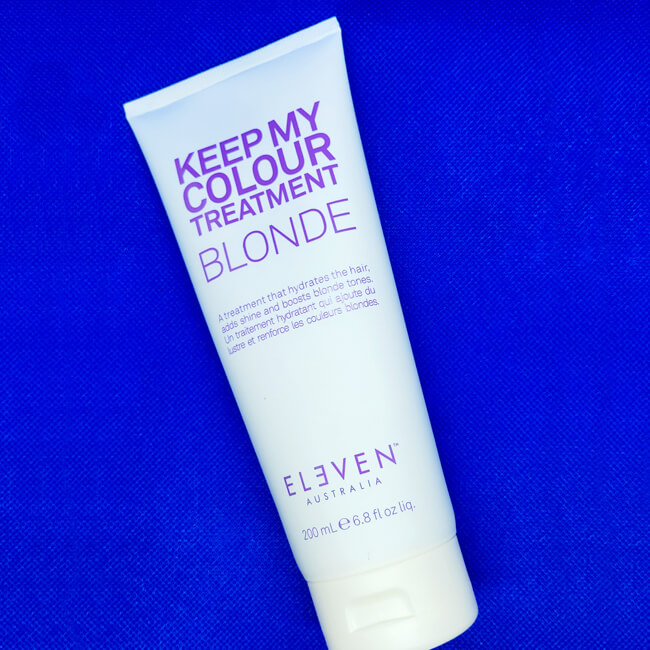 KEEP MY
COLOUR
TREATMENT
BLONDE
A treatment that hydrates the hair,
adds shine and boosts blonde tones.
Un traitement hydratant qui ajoute du
lustre et renforce les couleurs blondes.
ELƎVEN™
AUSTRALIA
200 mL ℮ 6.8 fl oz liq.